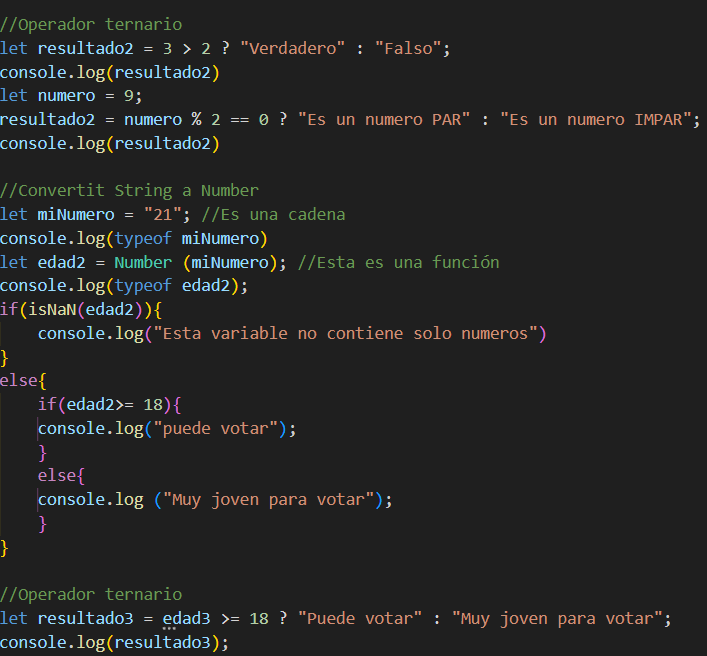 //Operador ternario
let resultado2 = 3 > 2 ? "Verdadero" : "Falso";
console.log(resultado2)
let numero = 9;
resultado2 = numero % 2 == 0 ? "Es un numero PAR" : "Es un numero IMPAR";
console.log(resultado2)

//Convertit String a Number
let miNumero = "21"; //Es una cadena
console.log(typeof miNumero)
let edad2 = Number (miNumero); //Esta es una función
console.log(typeof edad2);
if(isNaN(edad2)){
    console.log("Esta variable no contiene solo numeros")
}
else{
    if(edad2>= 18){
    console.log("puede votar");
    }
    else{
    console.log ("Muy joven para votar");
    }
}

//Operador ternario
let resultado3 = edad3 >= 18 ? "Puede votar" : "Muy joven para votar";
console.log(resultado3);